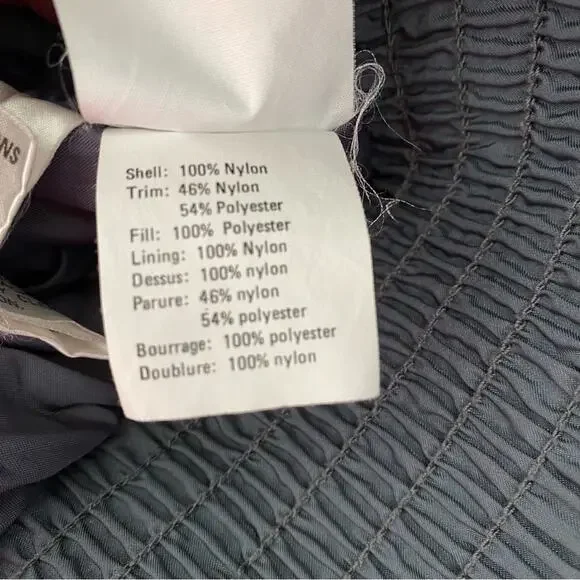 Shell: 100% Nylon
Trim: 46% Nylon
54% Polyester
Fill: 100% Polyester
Lining: 100% Nylon
Dessus: 100% nylon
Parure: 46% nylon
54% polyester
Bourrage: 100% polyester
Doublure: 100% nylon